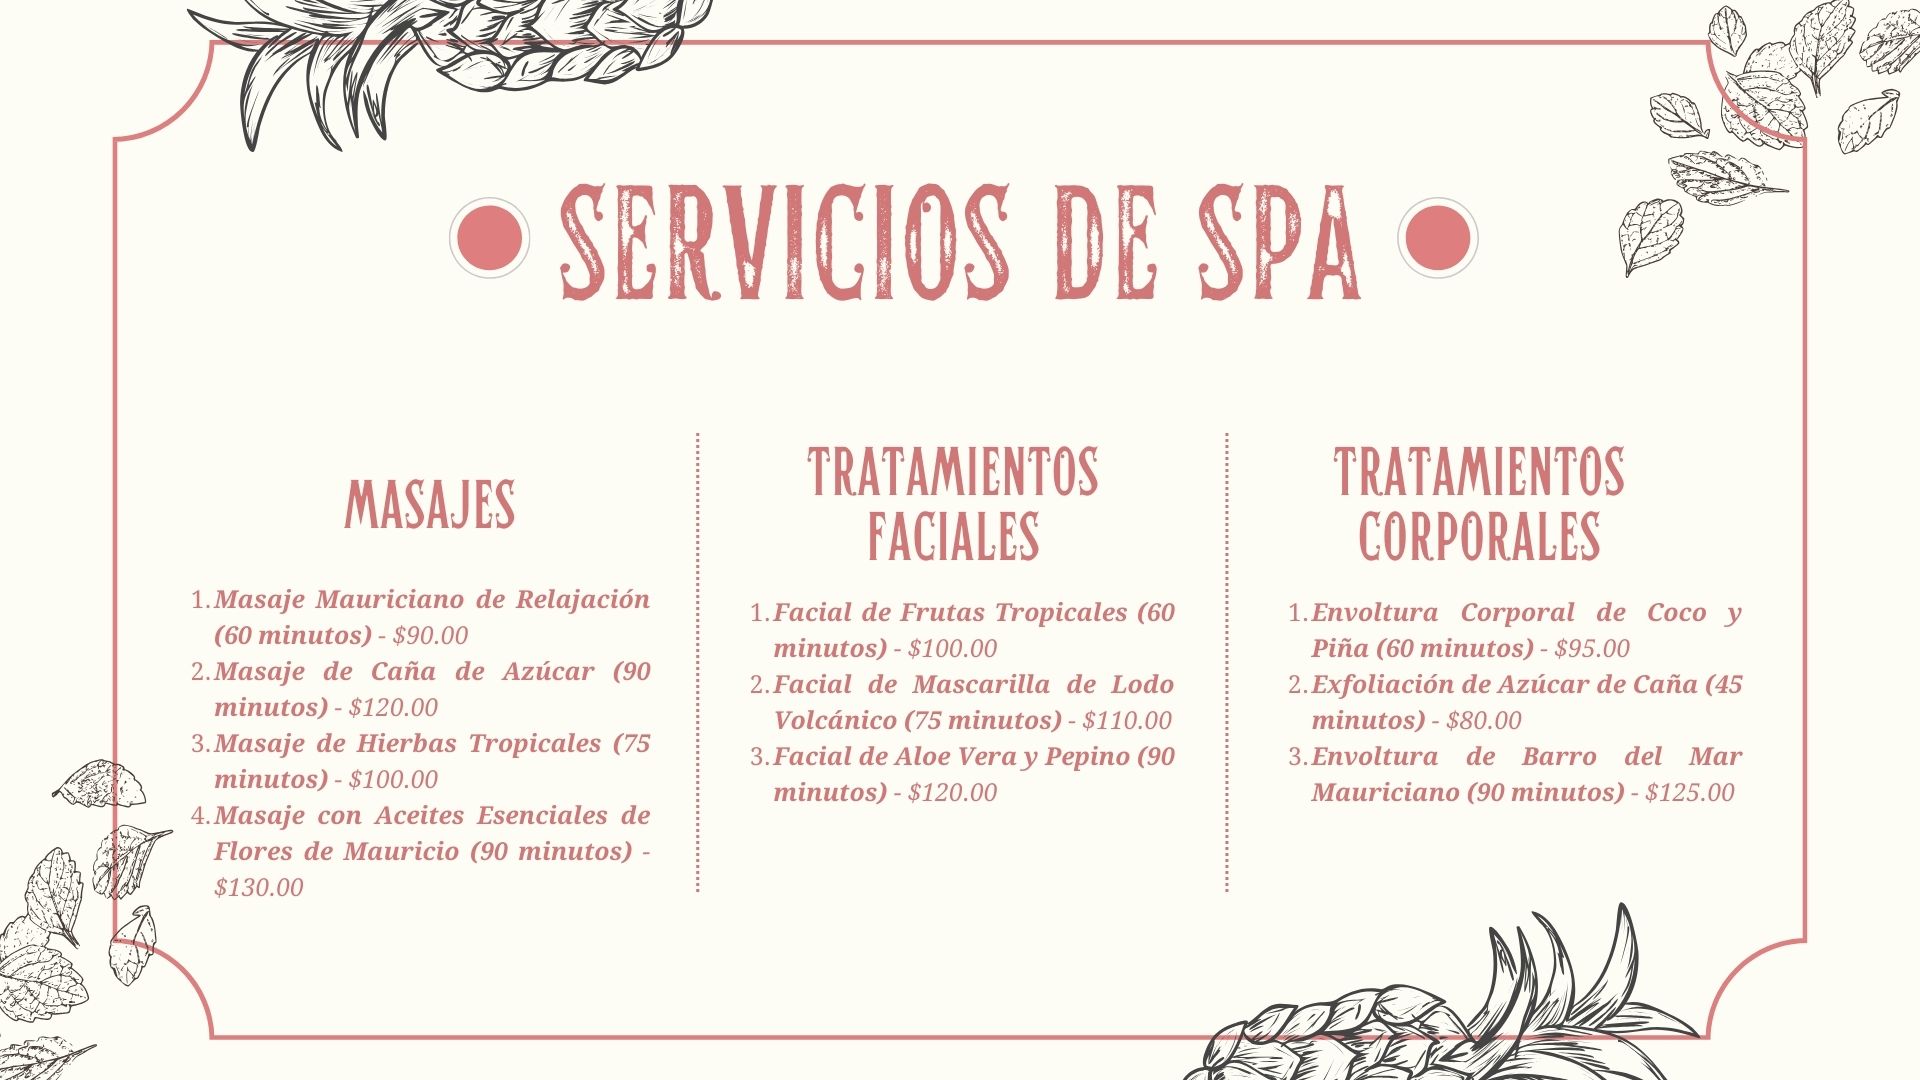 SERVICIOS DE SPA
MASAJES
1. Masaje Mauriciano de Relajación
(60 minutos) - $90.00
2. Masaje de Caña de Azúcar (90
minutos) - $120.00
3. Masaje de Hierbas Tropicales (75
minutos) - $100.00
4. Masaje con Aceites Esenciales de
Flores de Mauricio (90 minutos) -
$130.00
TRATAMIENTOS
FACIALES
1. Facial de Frutas Tropicales (60
minutos) - $100.00
2. Facial de Mascarilla de Lodo
Volcánico (75 minutos) - $110.00
3. Facial de Aloe Vera y Pepino (90
minutos) - $120.00
TRATAMIENTOS
CORPORALES
1. Envoltura Corporal de Coco y
Piña (60 minutos) - $95.00
2. Exfoliación de Azúcar de Caña (45
minutos) - $80.00
3. Envoltura de Barro del Mar
Mauriciano (90 minutos) - $125.00